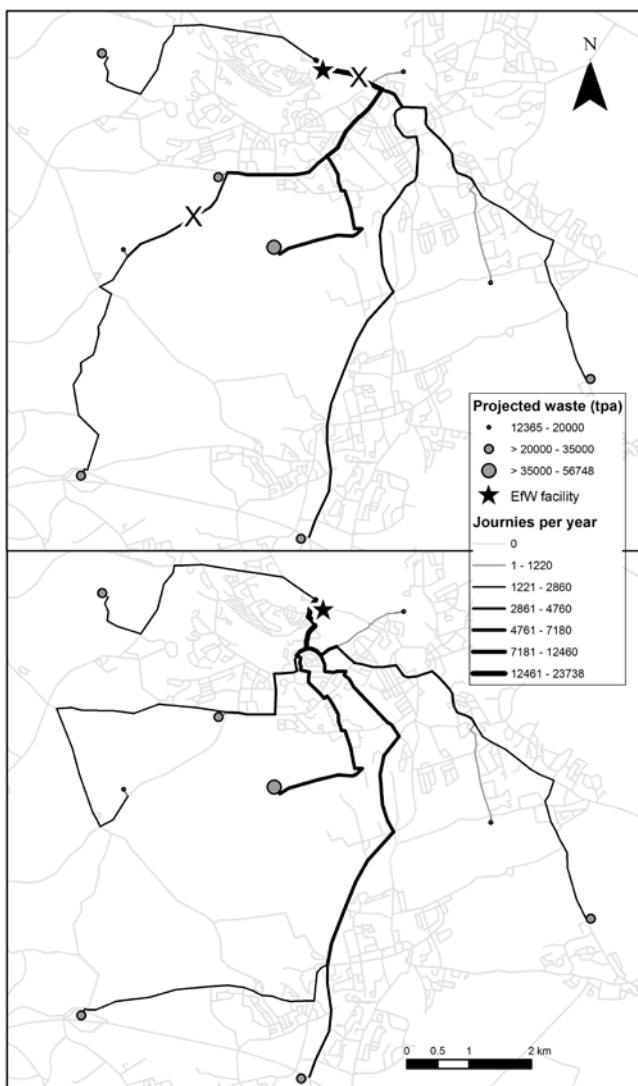 N
X
X
Projected waste (tpa)
12365 - 20000
> 20000 - 35000
> 35000 - 56748
EfW facility
Journies per year
0
1 - 1220
1221 - 2860
2861 - 4760
4761 - 7180
7181 - 12460
12461 - 23738
0 0.5 1 2 km